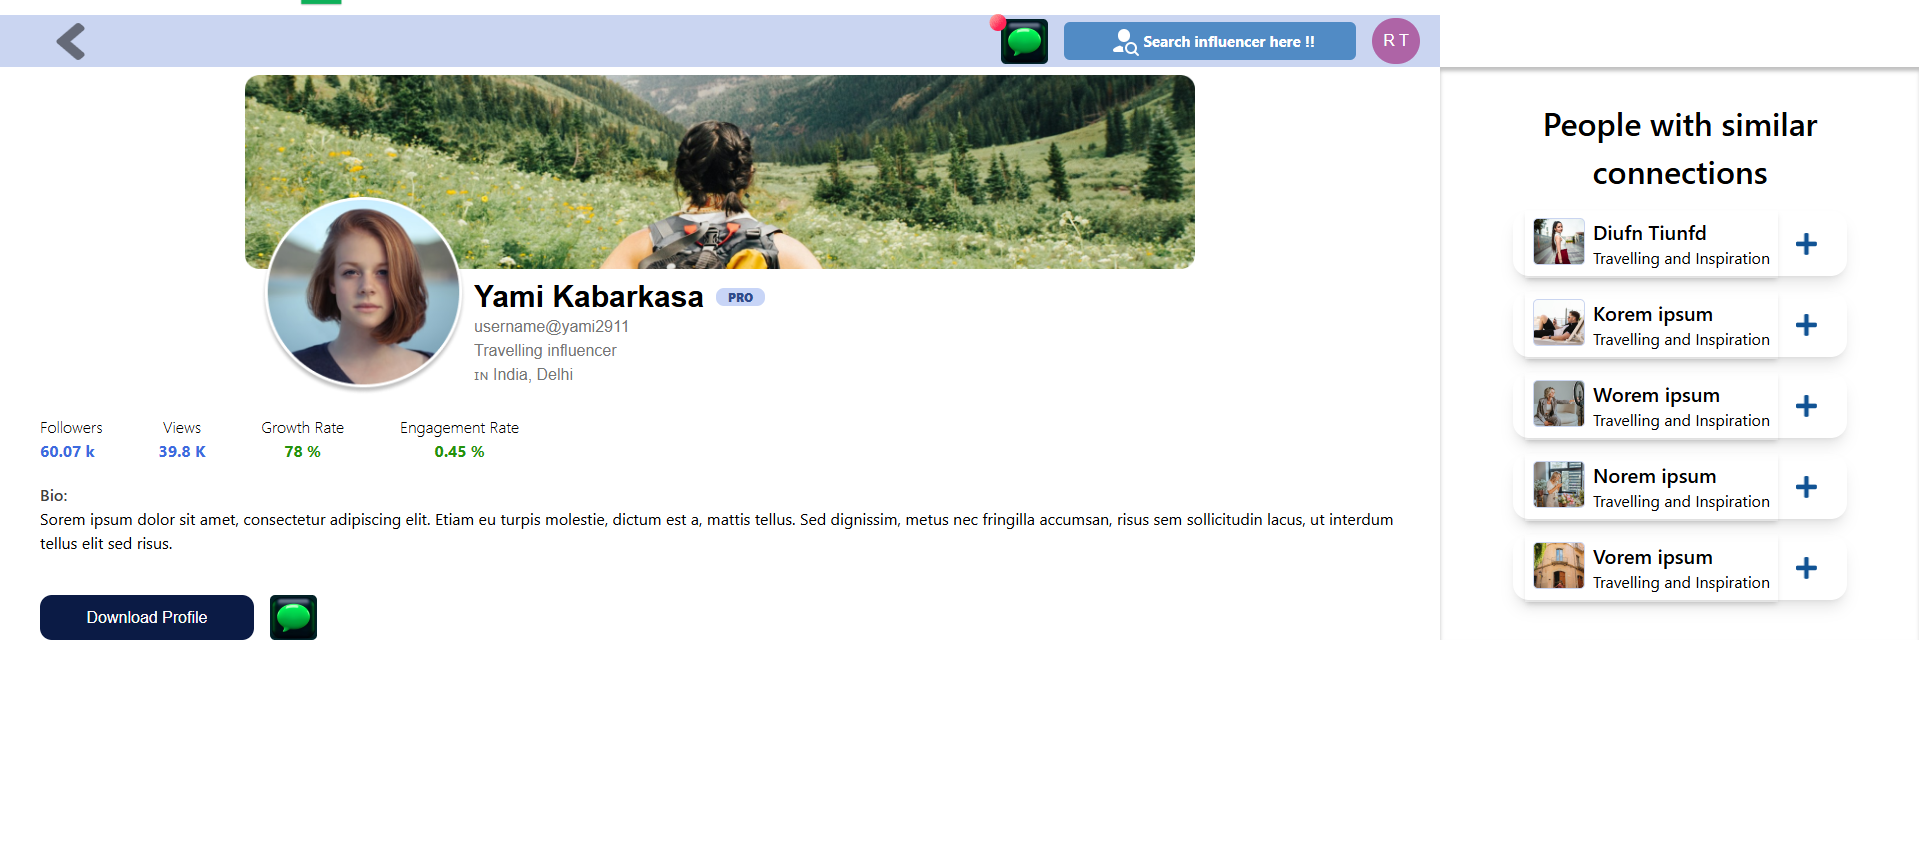 Search influencer here !!
R T
Yami Kabarkasa PRO
username@yami2911
Travelling influencer
IN India, Delhi
Followers Views Growth Rate Engagement Rate
60.07 k 39.8 K 78 % 0.45 %
Bio:
Sorem ipsum dolor sit amet, consectetur adipiscing elit. Etiam eu turpis molestie, dictum est a, mattis tellus. Sed dignissim, metus nec fringilla accumsan, risus sem sollicitudin lacus, ut interdum
tellus elit sed risus.
Download Profile
People with similar
connections
Diufn Tiunfd
Travelling and Inspiration
Korem ipsum
Travelling and Inspiration
Worem ipsum
Travelling and Inspiration
Norem ipsum
Travelling and Inspiration
Vorem ipsum
Travelling and Inspiration